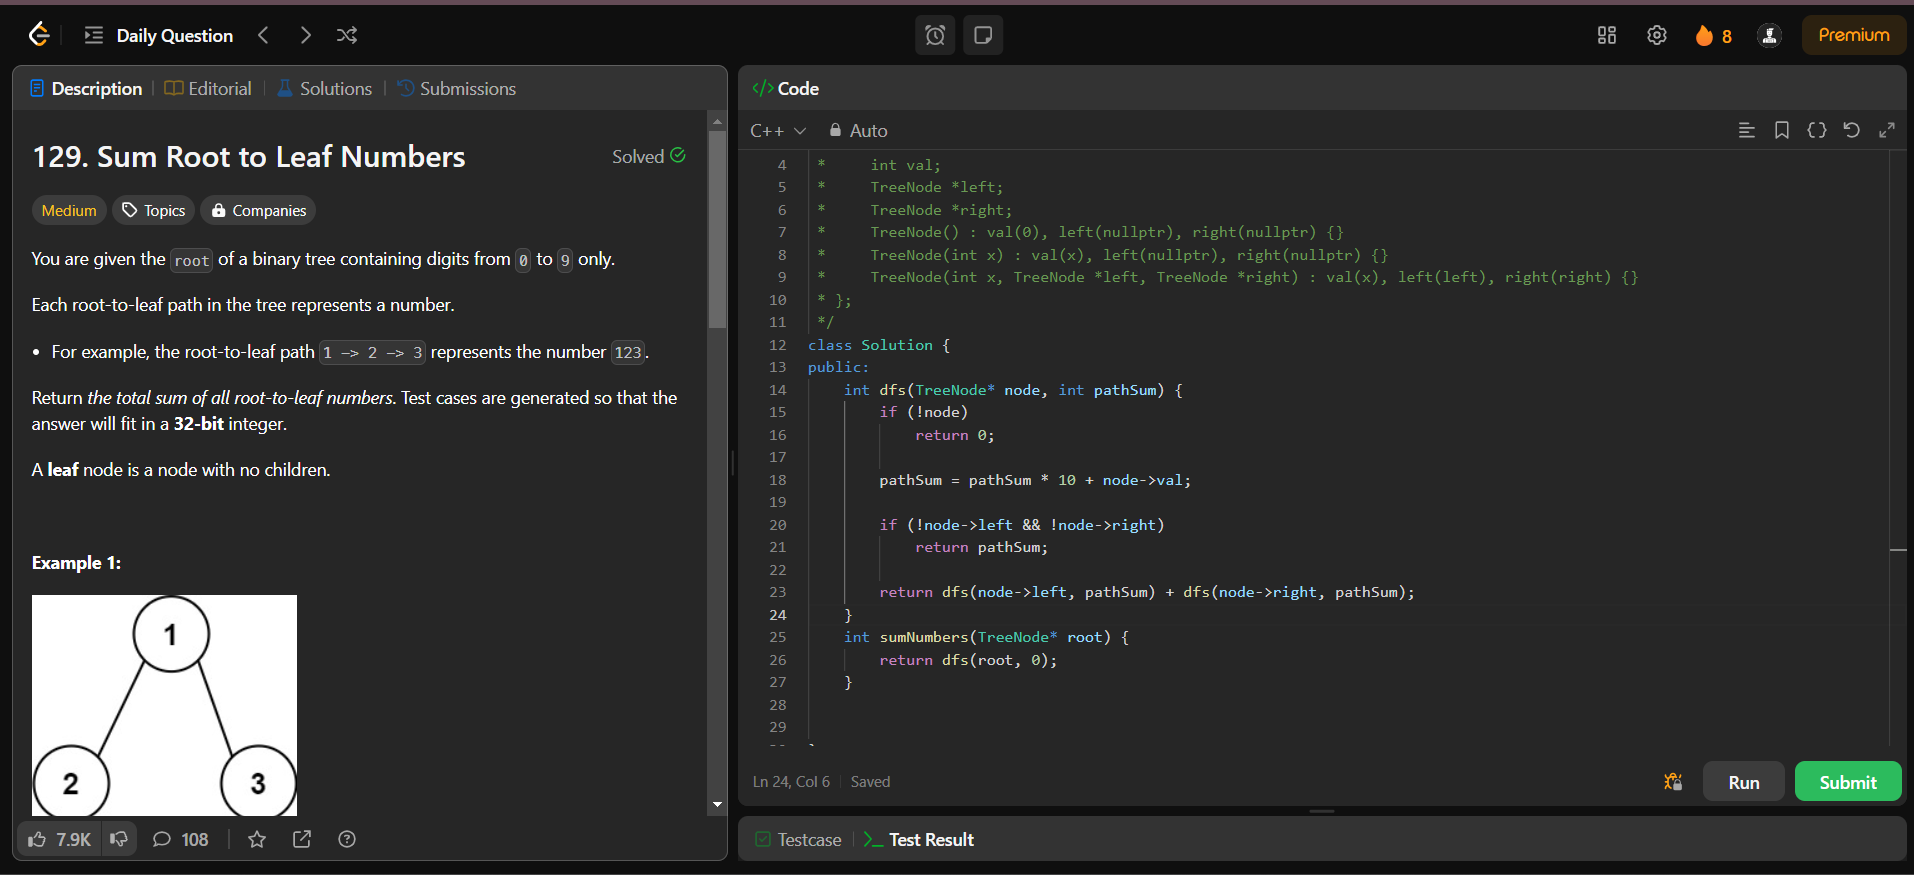 Daily Question
8
Premium
Description
Editorial
Solutions
Submissions
129. Sum Root to Leaf Numbers
Solved
Medium
Topics
Companies
You are given the root of a binary tree containing digits from 0 to 9 only.
Each root-to-leaf path in the tree represents a number.
• For example, the root-to-leaf path 1 -> 2 -> 3 represents the number 123.
Return the total sum of all root-to-leaf numbers. Test cases are generated so that the
answer will fit in a 32-bit integer.
A leaf node is a node with no children.
Example 1:
1
2
3
7.9K
108
</> Code
C++
Auto
4 *     int val;
5 *     TreeNode *left;
6 *     TreeNode *right;
7 *     TreeNode() : val(0), left(nullptr), right(nullptr) {}
8 *     TreeNode(int x) : val(x), left(nullptr), right(nullptr) {}
9 *     TreeNode(int x, TreeNode *left, TreeNode *right) : val(x), left(left), right(right) {}
10 * };
11 */
12 class Solution {
13 public:
14     int dfs(TreeNode* node, int pathSum) {
15         if (!node)
16             return 0;
17
18         pathSum = pathSum * 10 + node->val;
19
20         if (!node->left && !node->right)
21             return pathSum;
22
23         return dfs(node->left, pathSum) + dfs(node->right, pathSum);
24     }
25     int sumNumbers(TreeNode* root) {
26         return dfs(root, 0);
27     }
28
29
Ln 24, Col 6
Saved
Run
Submit
Testcase
Test Result